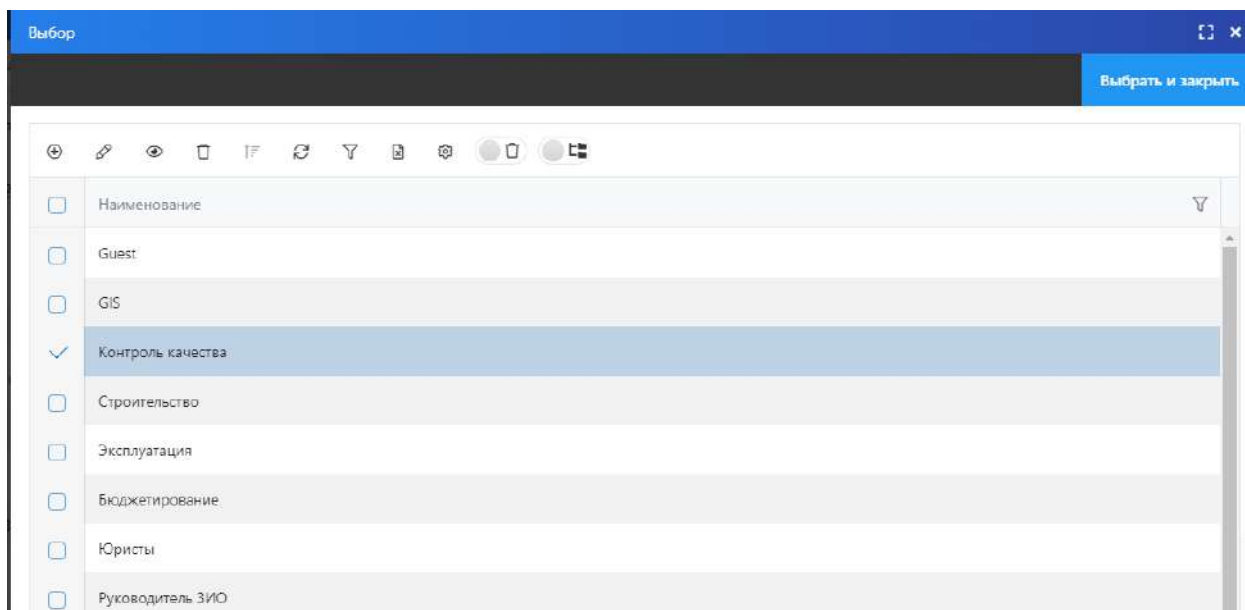 Выбор
Выбрать и закрыть
Наименование
Guest
GIS
Контроль качества
Строительство
Эксплуатация
Бюджетирование
Юристы
Руководитель ЗИО